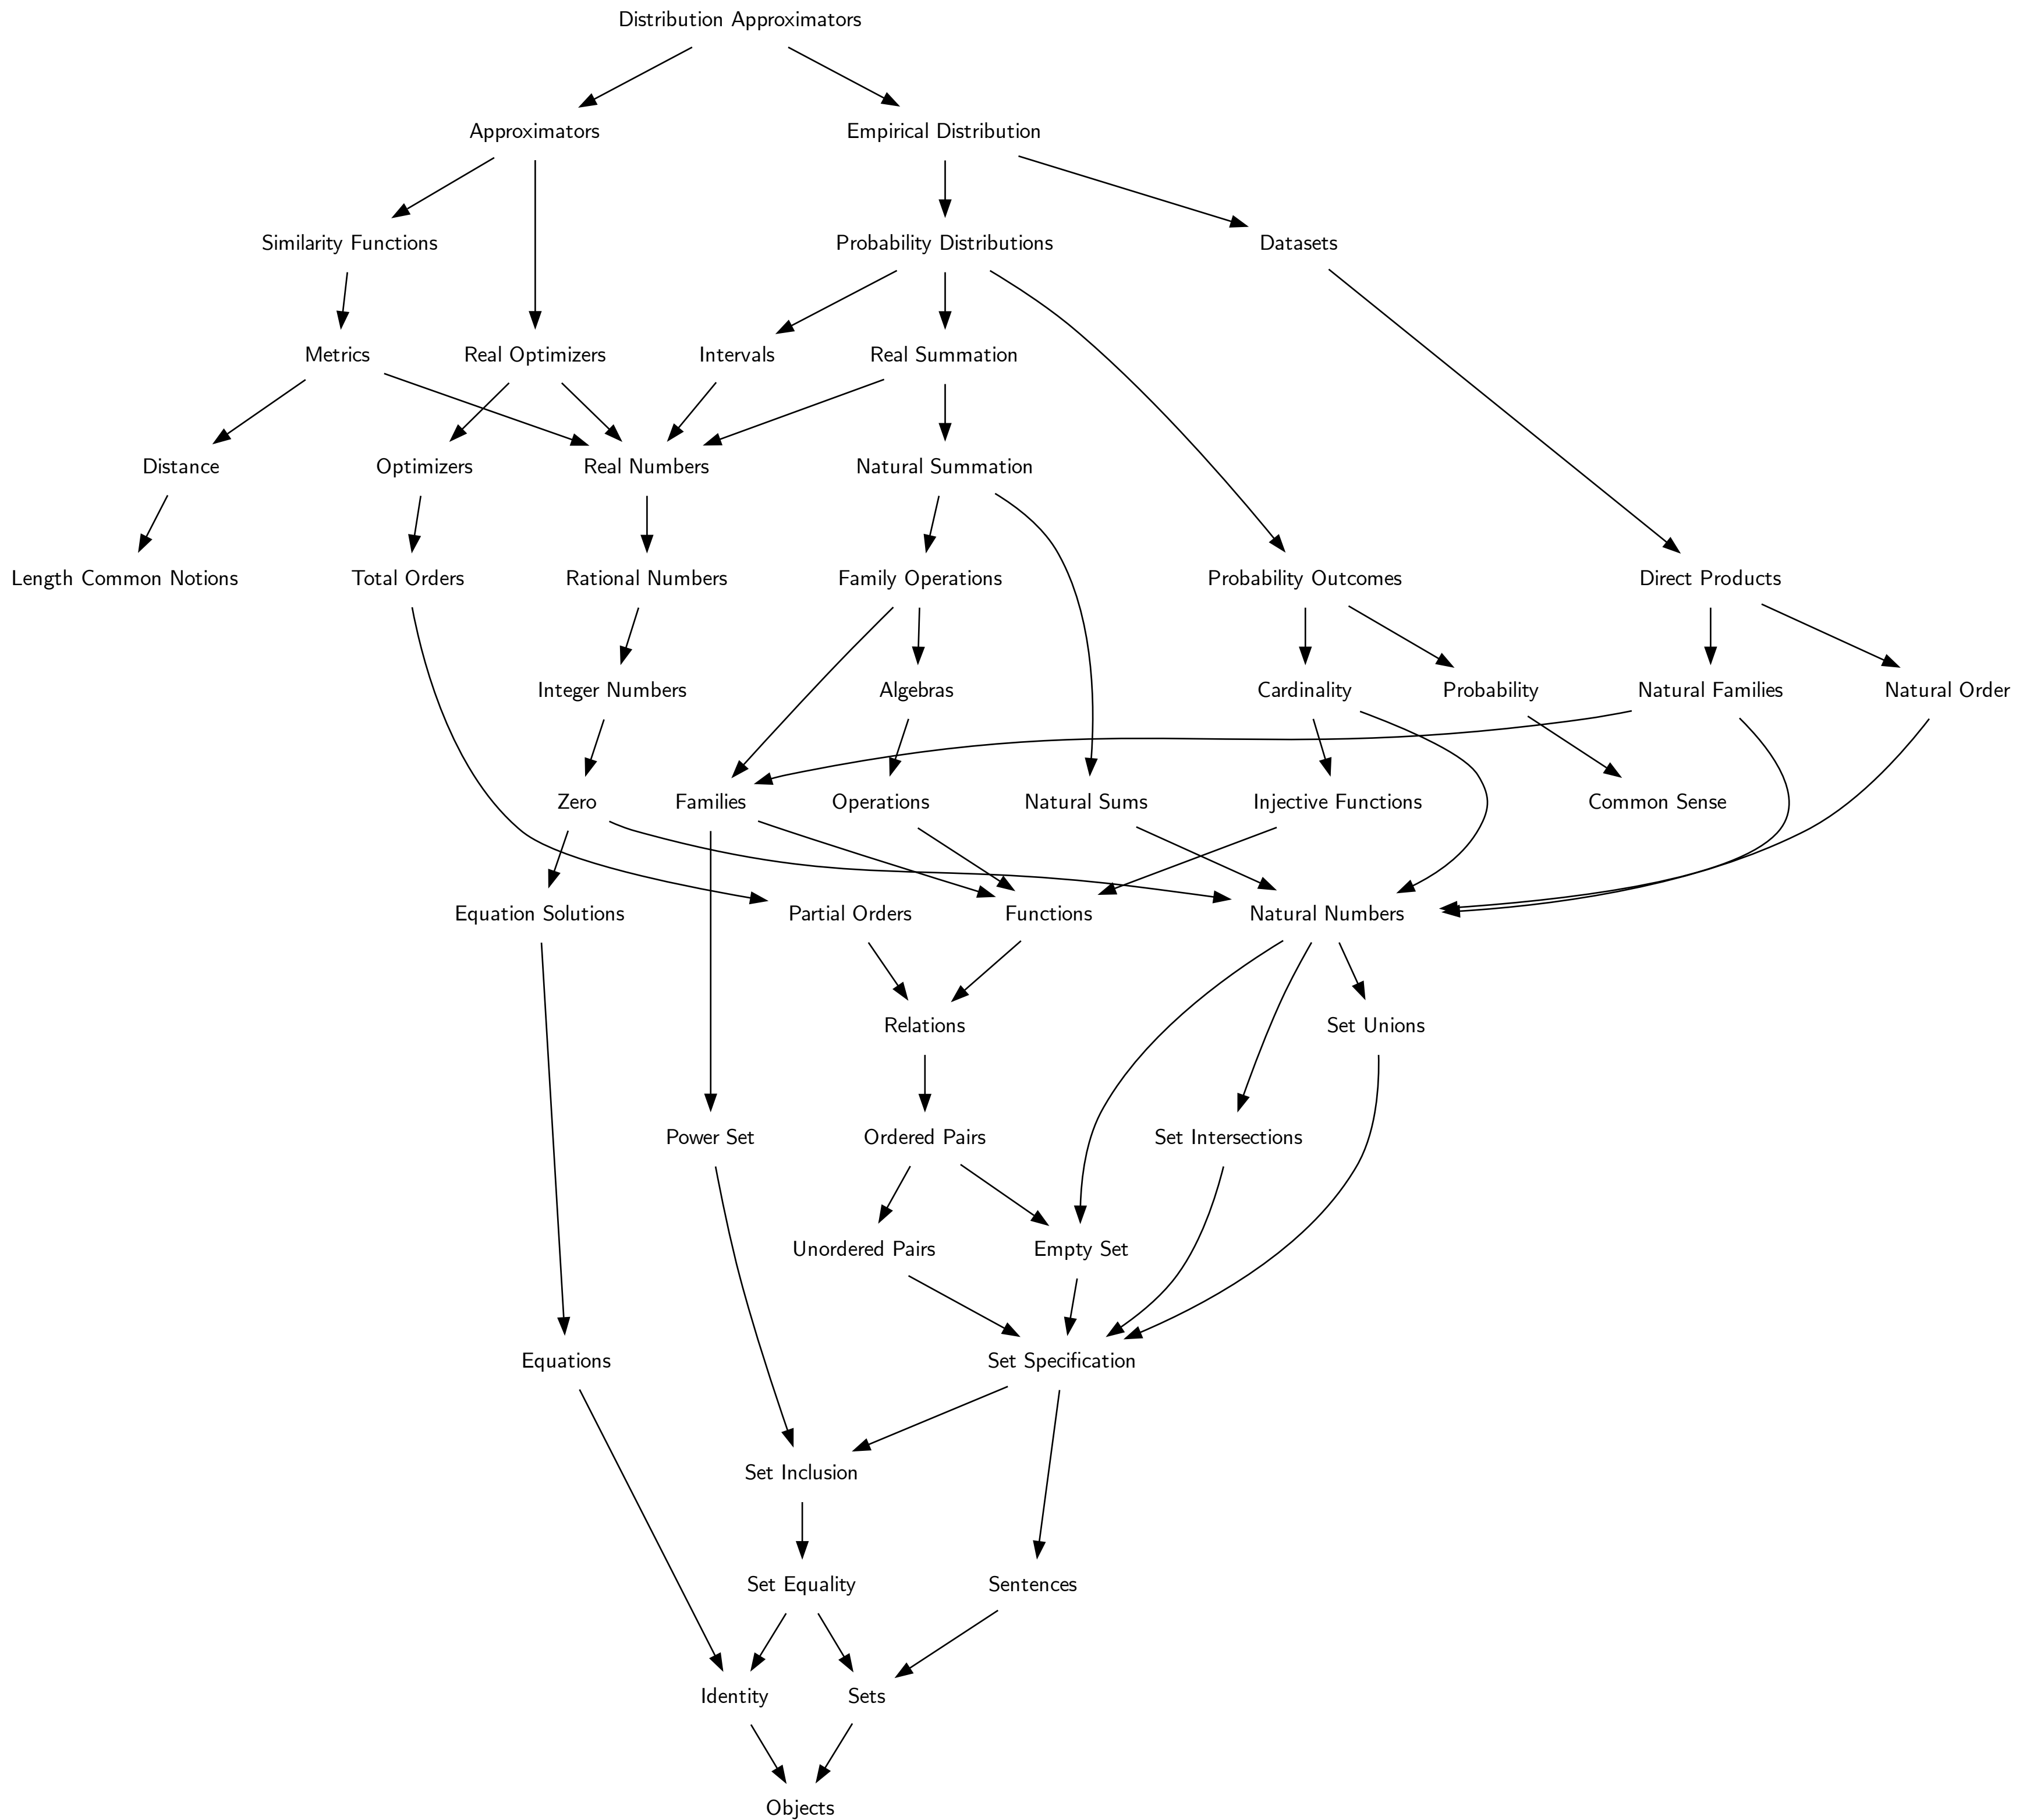 Distribution Approximators
Approximators
Empirical Distribution
Similarity Functions
Probability Distributions
Datasets
Metrics
Real Optimizers
Intervals
Real Summation
Distance
Optimizers
Real Numbers
Natural Summation
Length Common Notions
Total Orders
Rational Numbers
Family Operations
Probability Outcomes
Direct Products
Integer Numbers
Algebras
Cardinality
Probability
Natural Families
Natural Order
Zero
Families
Operations
Natural Sums
Injective Functions
Common Sense
Equation Solutions
Partial Orders
Functions
Natural Numbers
Relations
Set Unions
Power Set
Ordered Pairs
Set Intersections
Unordered Pairs
Empty Set
Equations
Set Specification
Set Inclusion
Set Equality
Sentences
Identity
Sets
Objects